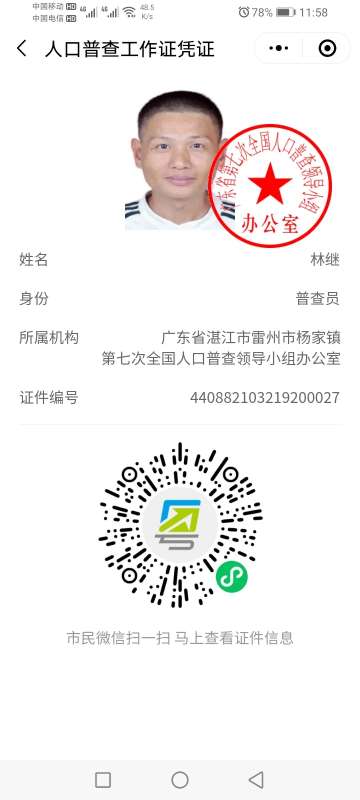 中国移动 HD 4G 4G 48.5 78% 11:58
中国电信 HD K/s
人口普查工作证凭证
东省第七次全国人口普查领导小组
办公室
姓名 林继
身份 普查员
所属机构 广东省湛江市雷州市杨家镇
第七次全国人口普查领导小组办公室
证件编号 440882103219200027
市民微信扫一扫 马上查看证件信息